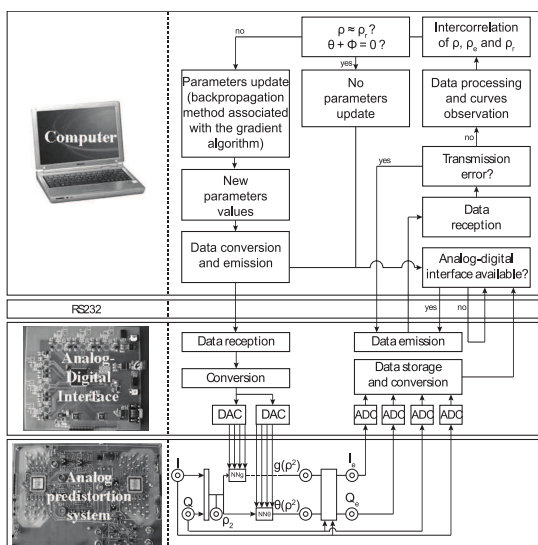 Computer
no
ρ ≈ ρr?
θ + Φ = 0?
yes
Intercorrelation
of ρ, ρe and ρr
Parameters update
(backpropagation
method associated
with the gradient
algorithm)
No
parameters
update
Data processing
and curves
observation
no
yes
Transmission
error?
New
parameters
values
Data
reception
Data conversion
and emission
Analog-digital
interface available?
yes
no
RS232
Analog-
Digital
Interface
Data reception
Data emission
Conversion
Data storage
and conversion
DAC
DAC
ADC
ADC
ADC
ADC
Analog
predistortion
system
I
Q
ρ2
NNg
NNθ
g(ρ²)
θ(ρ²)
Ie
Qe